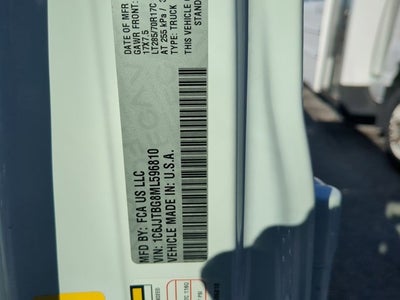 MFD BY: FCA US LLC
VIN: 1C6JJTBG8ML596810
VEHICLE MADE IN: U.S.A.
DATE OF MFR
GAWR FRONT:
17X7.5
LT285/70R17C
AT 255 kPa /
TYPE: TRUCK
THIS VEHICLE
STAND